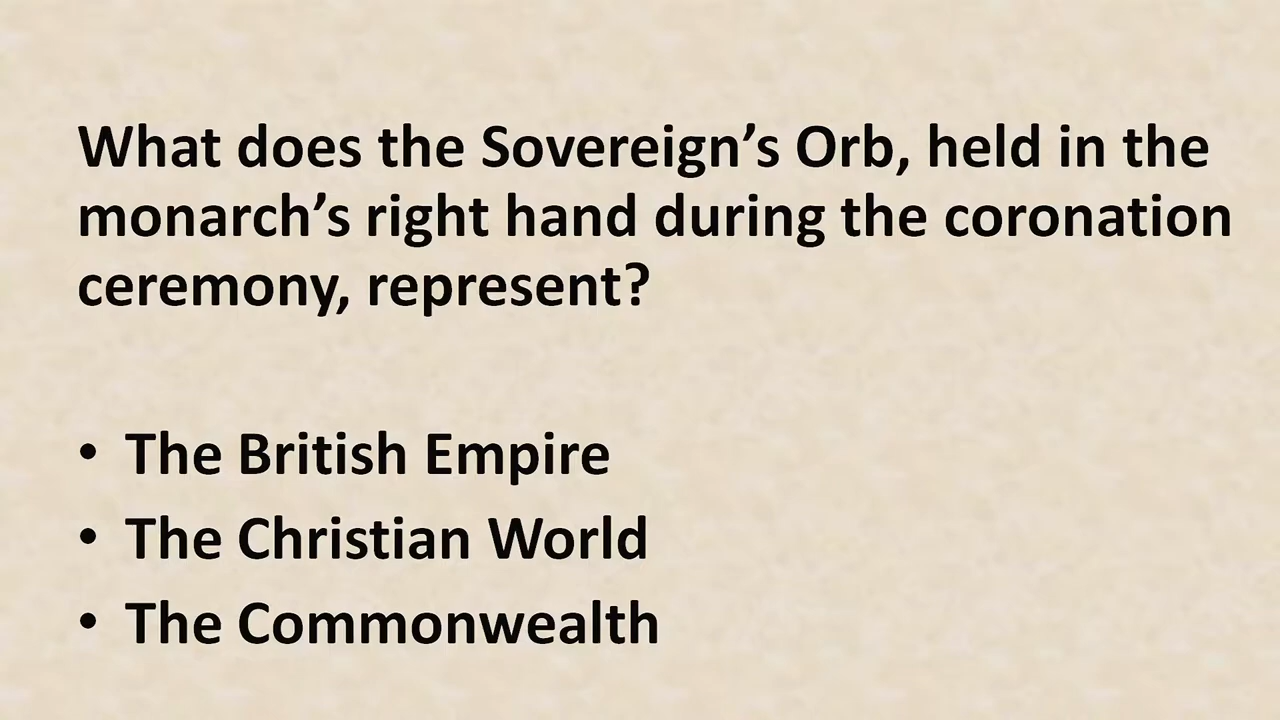 What does the Sovereign’s Orb, held in the
monarch’s right hand during the coronation
ceremony, represent?
• The British Empire
• The Christian World
• The Commonwealth